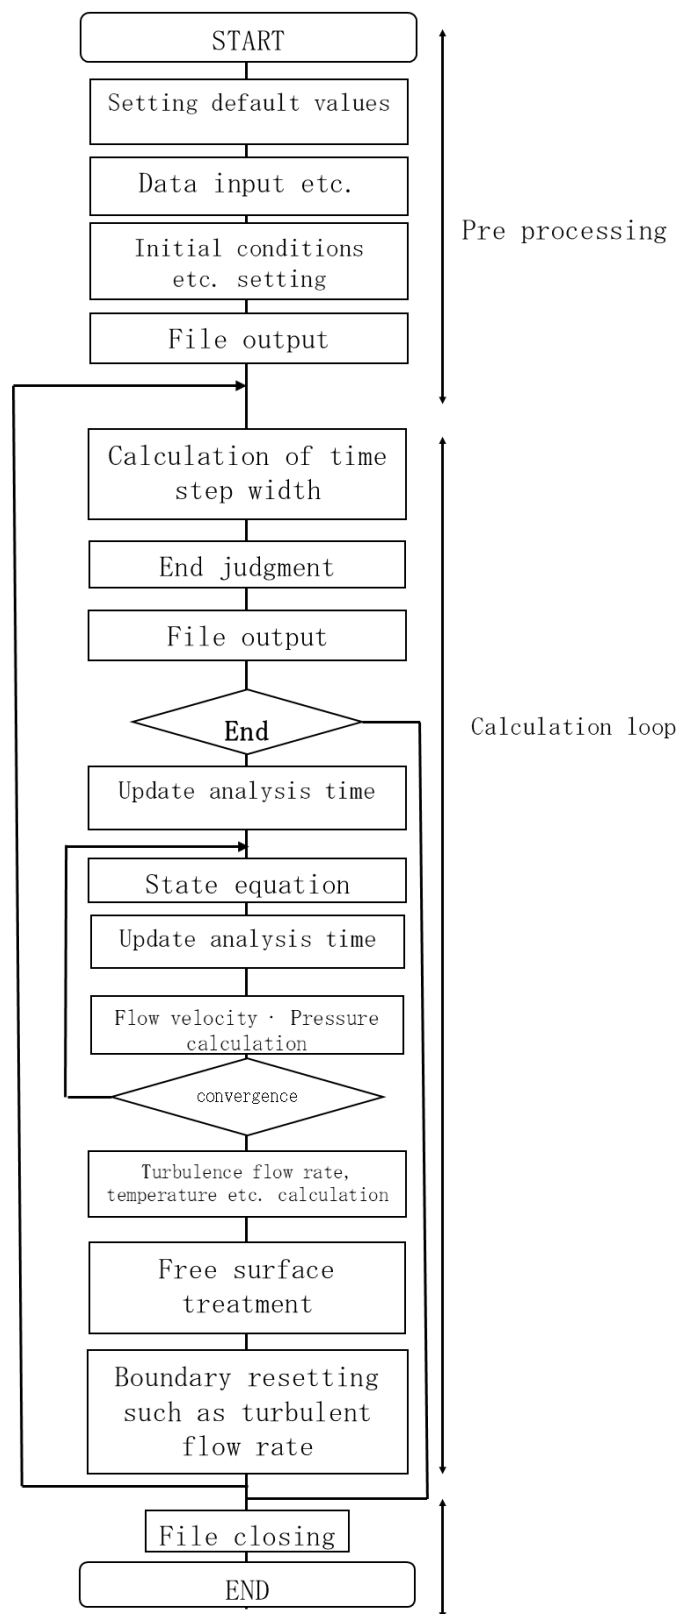 START
Setting default values
Data input etc.
Initial conditions
etc. setting
Pre processing
File output
Calculation of time
step width
End judgment
File output
End
Calculation loop
Update analysis time
State equation
Update analysis time
Flow velocity · Pressure
calculation
convergence
Turbulence flow rate,
temperature etc. calculation
Free surface
treatment
Boundary resetting
such as turbulent
flow rate
File closing
END